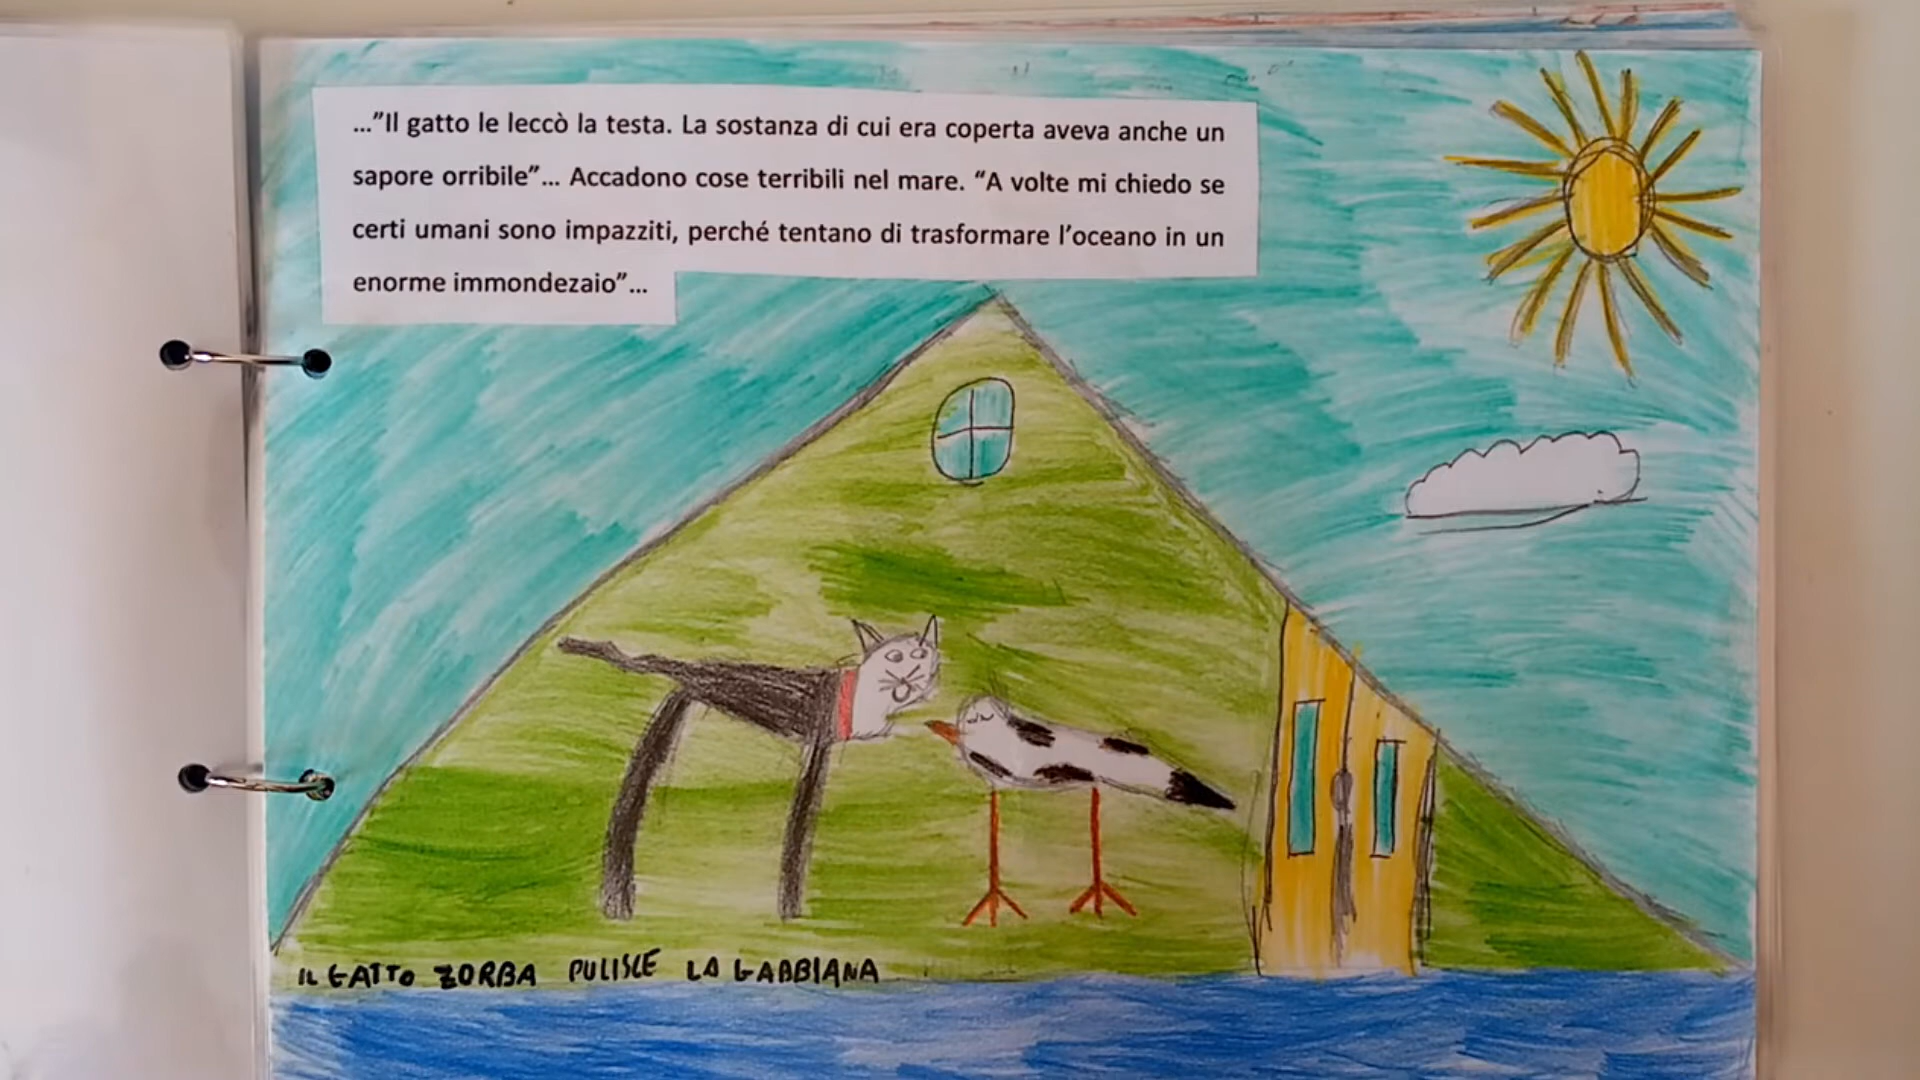 …”Il gatto le leccò la testa. La sostanza di cui era coperta aveva anche un
sapore orribile”… Accadono cose terribili nel mare. “A volte mi chiedo se
certi umani sono impazziti, perché tentano di trasformare l’oceano in un
enorme immondezaio”…
IL GATTO ZORBA PULISCE LA GABBIANA